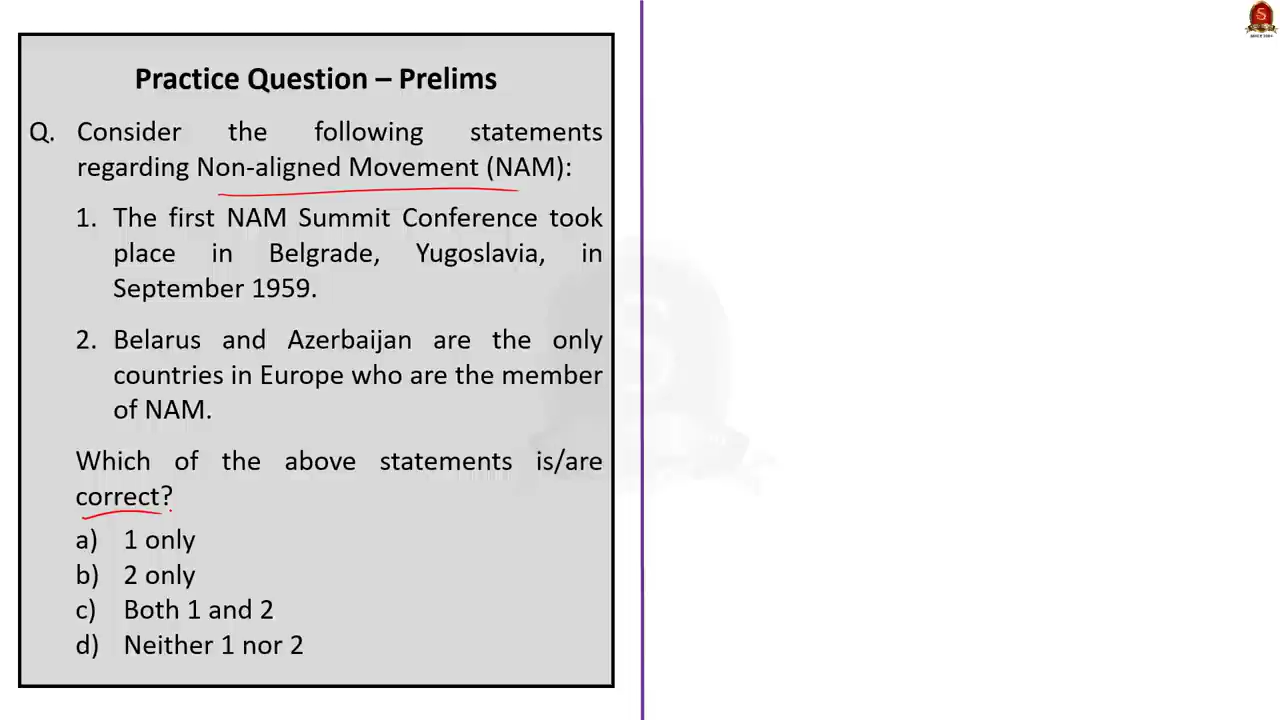 Practice Question – Prelims
Q. Consider the following statements
regarding Non-aligned Movement (NAM):
1. The first NAM Summit Conference took
place in Belgrade, Yugoslavia, in
September 1959.
2. Belarus and Azerbaijan are the only
countries in Europe who are the member
of NAM.
Which of the above statements is/are
correct?
a) 1 only
b) 2 only
c) Both 1 and 2
d) Neither 1 nor 2
S